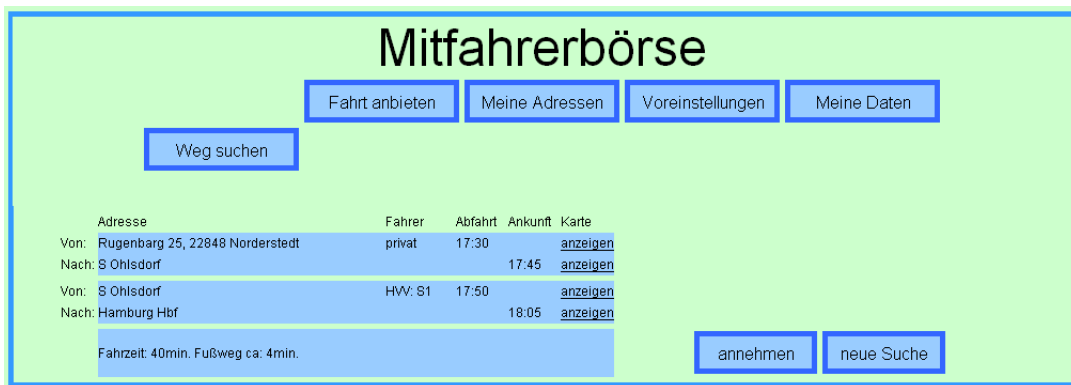 Mitfahrerbörse
Fahrt anbieten Meine Adressen Voreinstellungen Meine Daten
Weg suchen
Adresse Fahrer Abfahrt Ankunft Karte
Von: Rugenbarg 25, 22848 Norderstedt privat 17:30 anzeigen
Nach: S Ohlsdorf 17:45 anzeigen
Von: S Ohlsdorf HVV: S1 17:50 anzeigen
Nach: Hamburg Hbf 18:05 anzeigen
Fahrzeit: 40min. Fußweg ca: 4min.
annehmen neue Suche